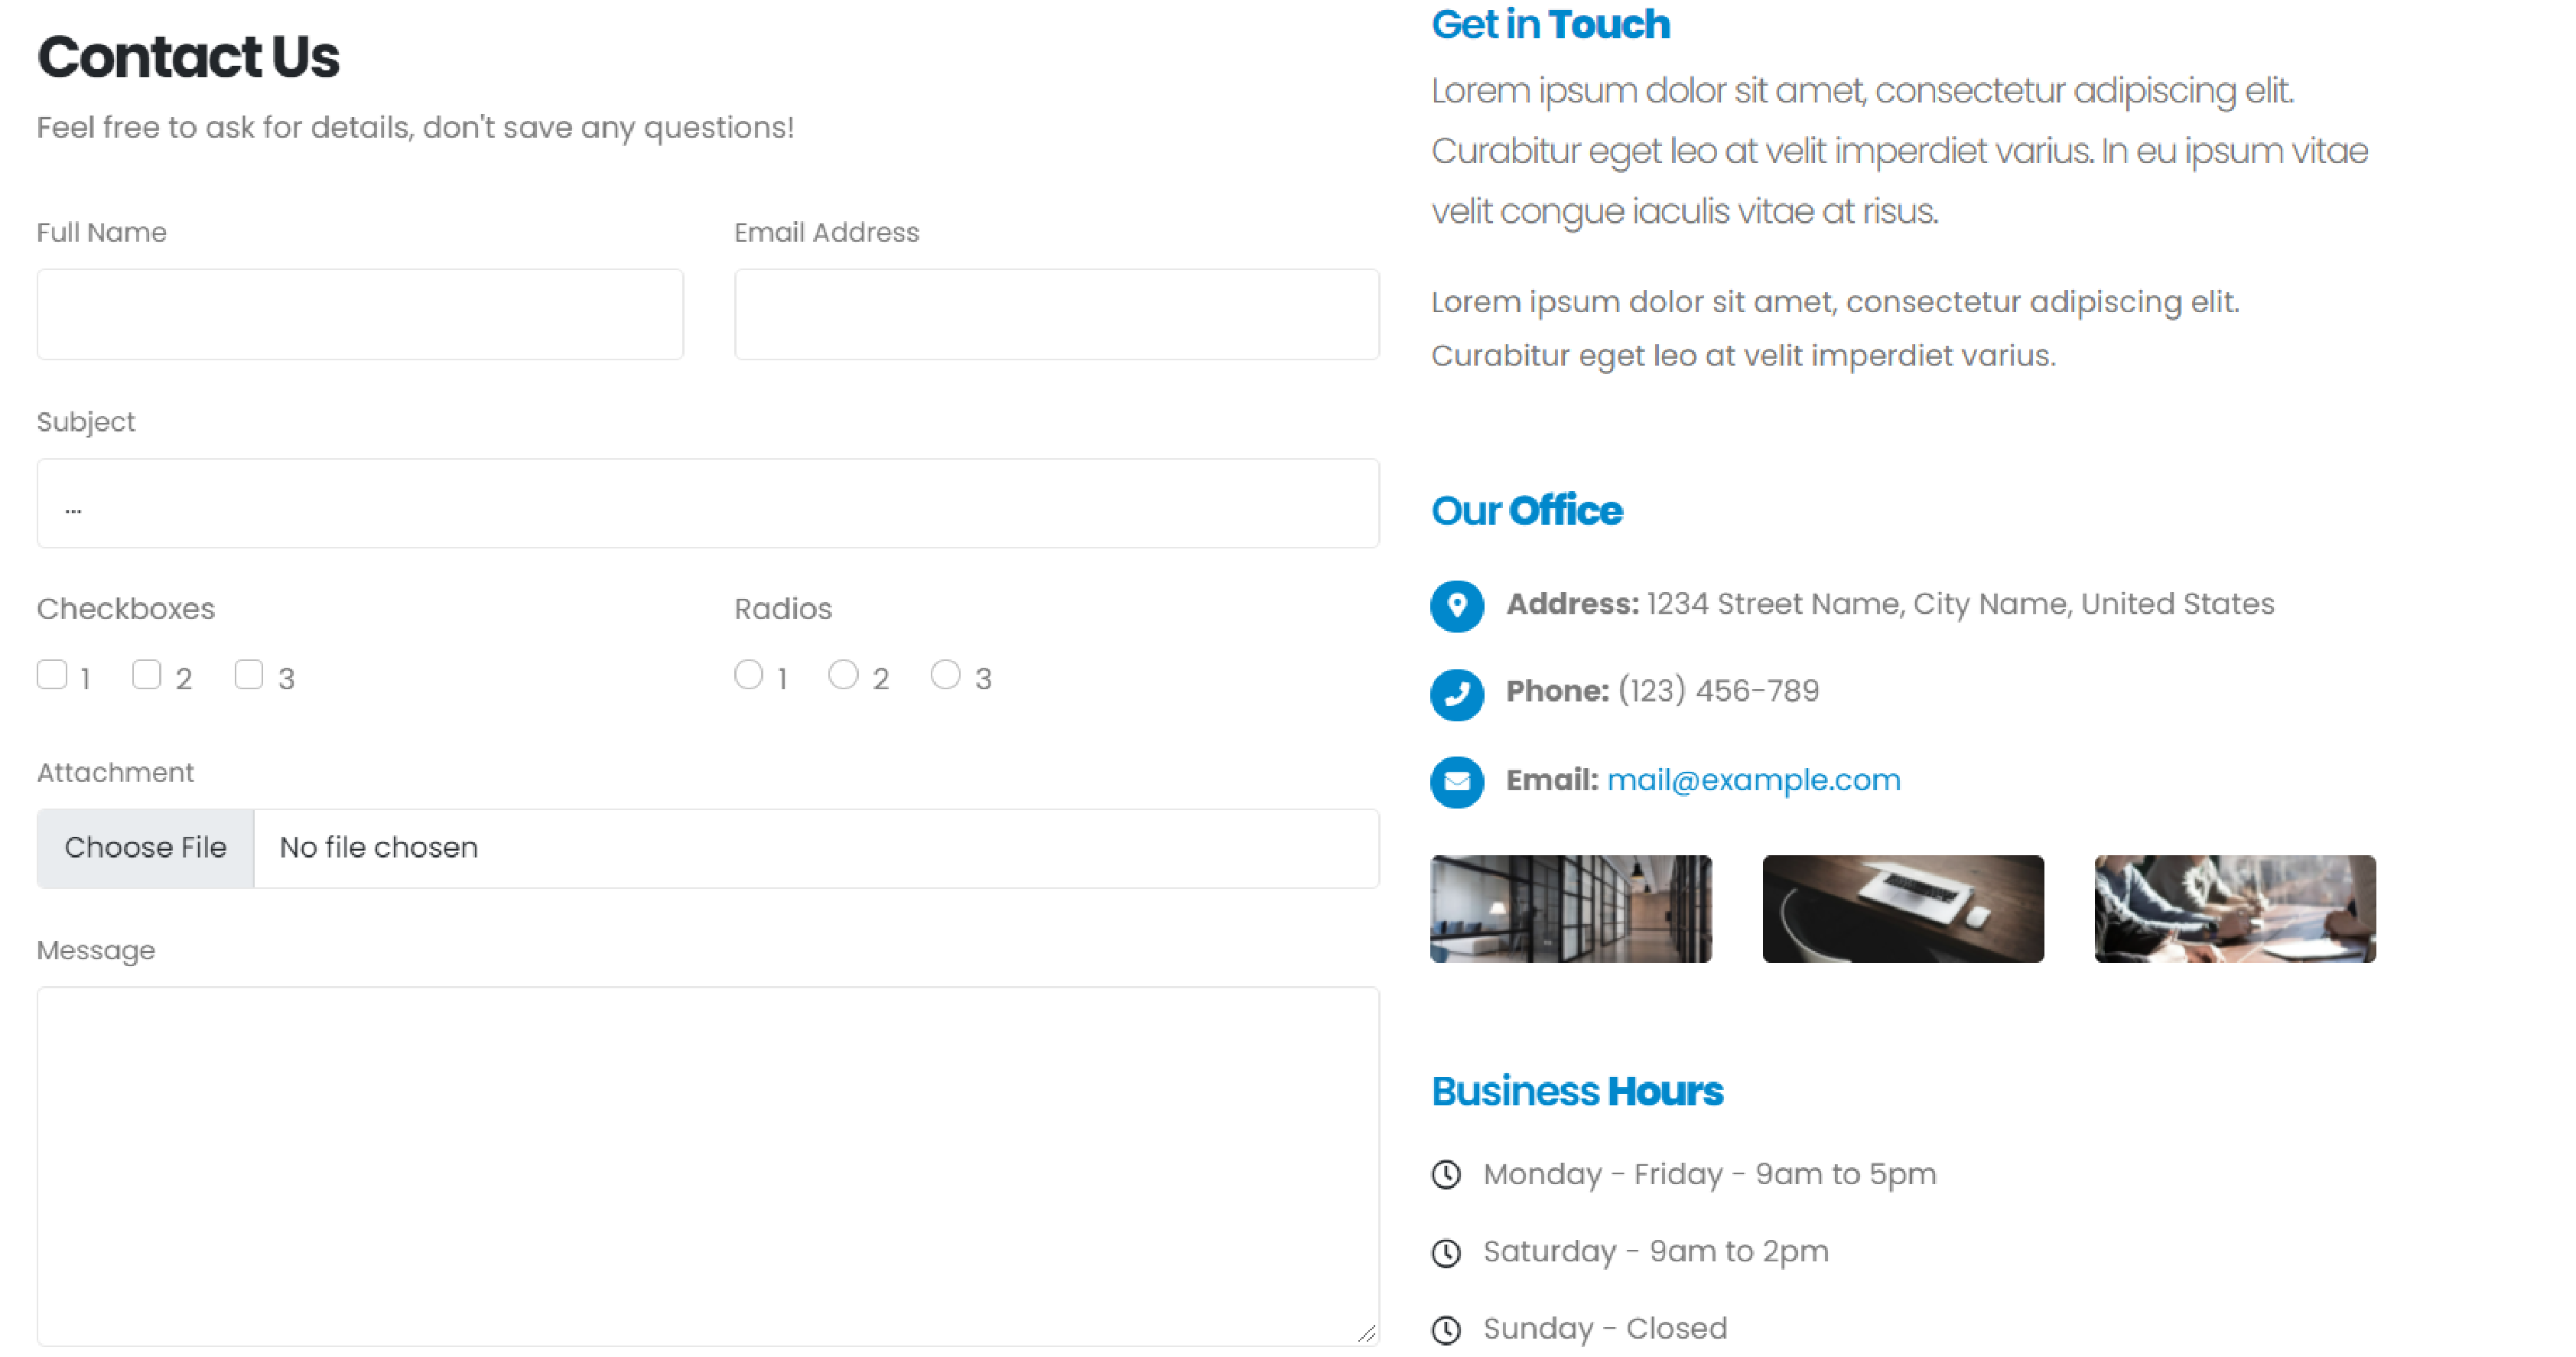 Contact Us
Feel free to ask for details, don't save any questions!
Full Name
Email Address
Subject
...
Checkboxes
1 2 3
Radios
1 2 3
Attachment
Choose File No file chosen
Message
Get in Touch
Lorem ipsum dolor sit amet, consectetur adipiscing elit.
Curabitur eget leo at velit imperdiet varius. In eu ipsum vitae
velit congue iaculis vitae at risus.
Lorem ipsum dolor sit amet, consectetur adipiscing elit.
Curabitur eget leo at velit imperdiet varius.
Our Office
Address: 1234 Street Name, City Name, United States
Phone: (123) 456-789
Email: mail@example.com
Business Hours
Monday - Friday - 9am to 5pm
Saturday - 9am to 2pm
Sunday - Closed